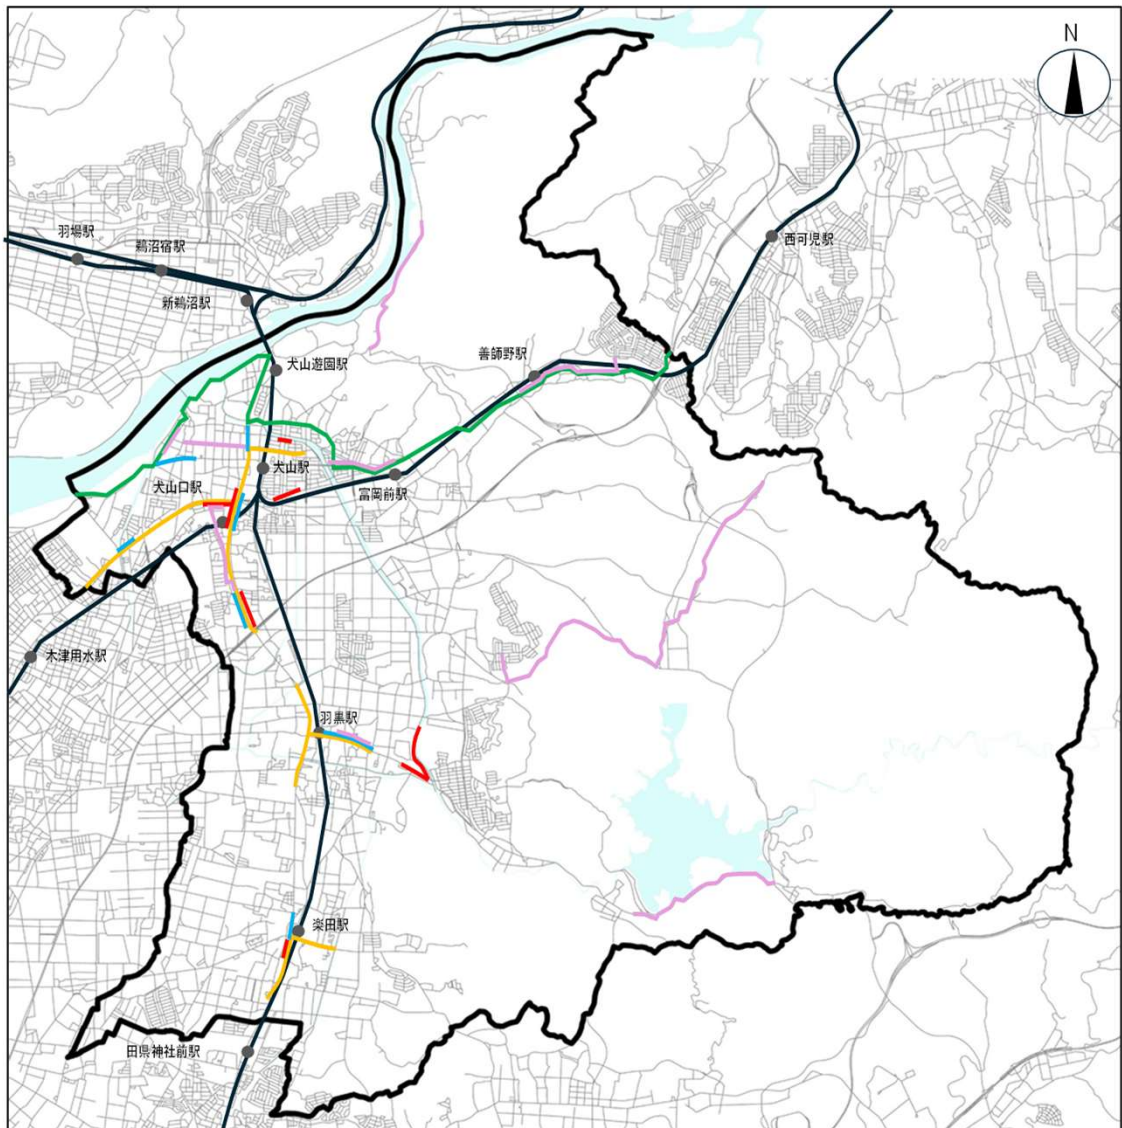 N
羽場駅
鵜沼宿駅
新鵜沼駅
西可児駅
善師野駅
犬山遊園駅
犬山駅
犬山口駅
富岡前駅
木津用水駅
羽黒駅
楽田駅
田県神社前駅